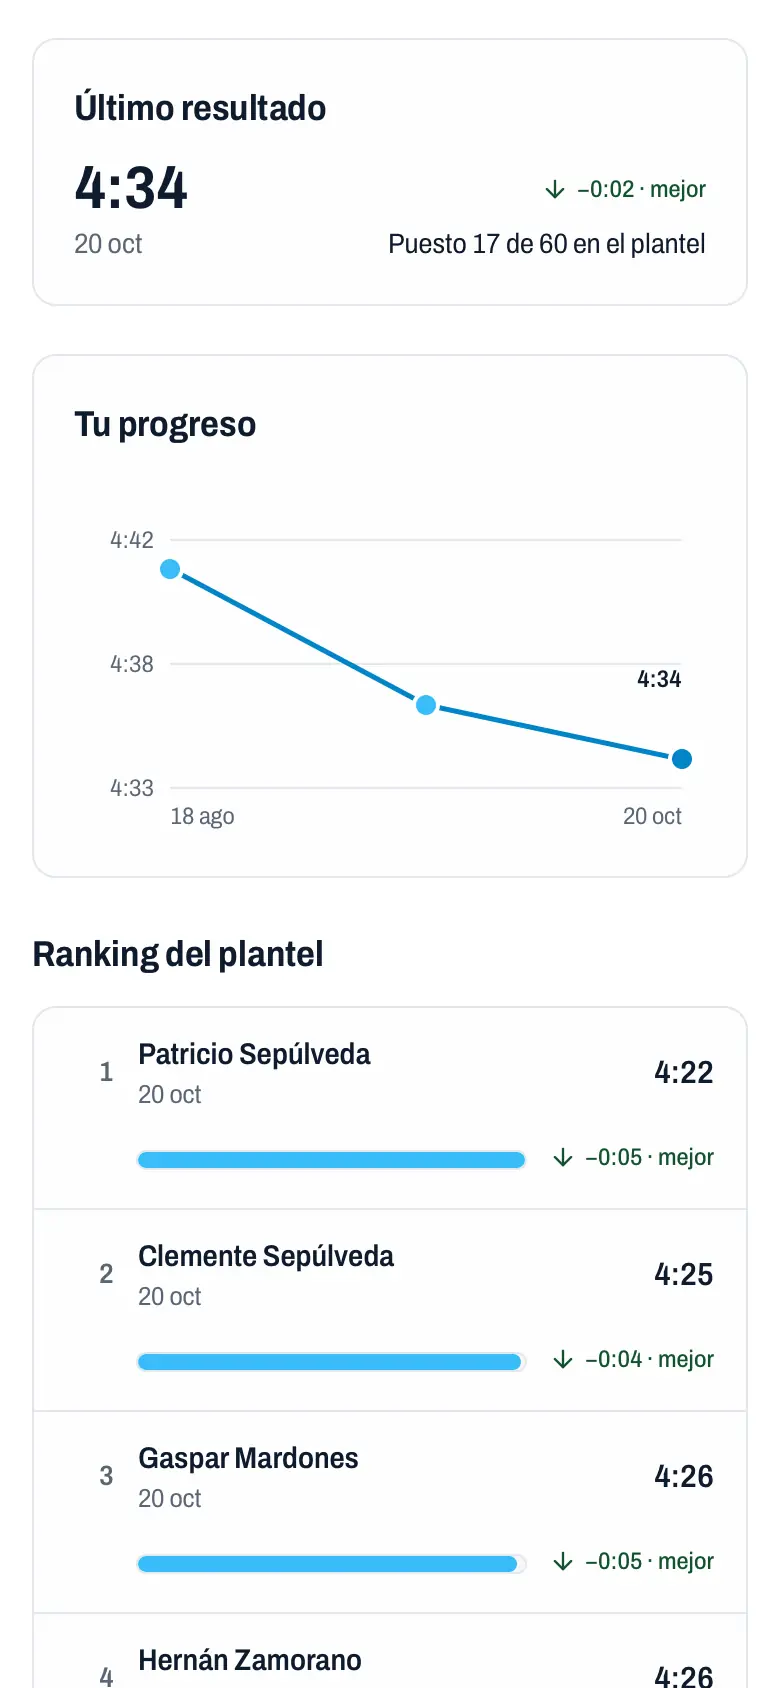 Último resultado
4:34
↓ −0:02 · mejor
20 oct
Puesto 17 de 60 en el plantel
Tu progreso
4:42
4:38
4:34
4:33
18 ago
20 oct
Ranking del plantel
1
Patricio Sepúlveda
20 oct
4:22
↓ −0:05 · mejor
2
Clemente Sepúlveda
20 oct
4:25
↓ −0:04 · mejor
3
Gaspar Mardones
20 oct
4:26
↓ −0:05 · mejor
4
Hernán Zamorano
4:26